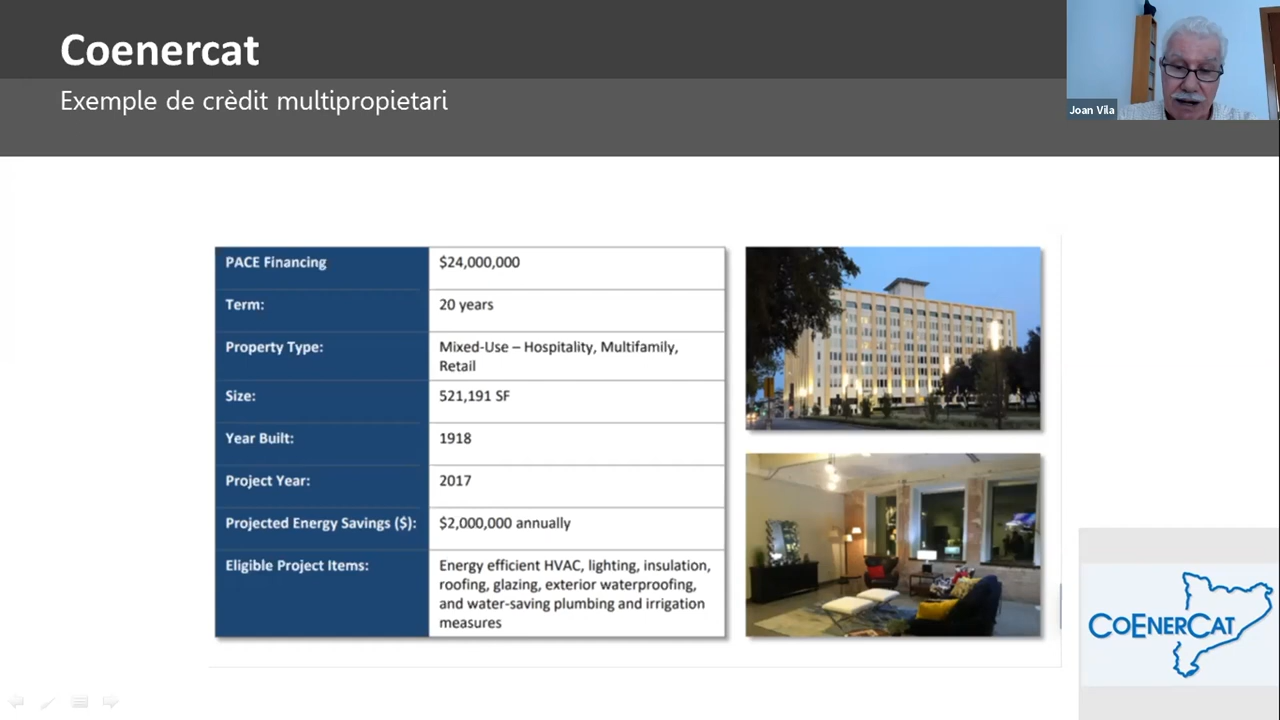 Coenercat
Exemple de crèdit multipropietari
Joan Vila
PACE Financing
$24,000,000
Term:
20 years
Property Type:
Mixed-Use – Hospitality, Multifamily,
Retail
Size:
521,191 SF
Year Built:
1918
Project Year:
2017
Projected Energy Savings ($):
$2,000,000 annually
Eligible Project Items:
Energy efficient HVAC, lighting, insulation,
roofing, glazing, exterior waterproofing,
and water-saving plumbing and irrigation
measures
COENERCAT